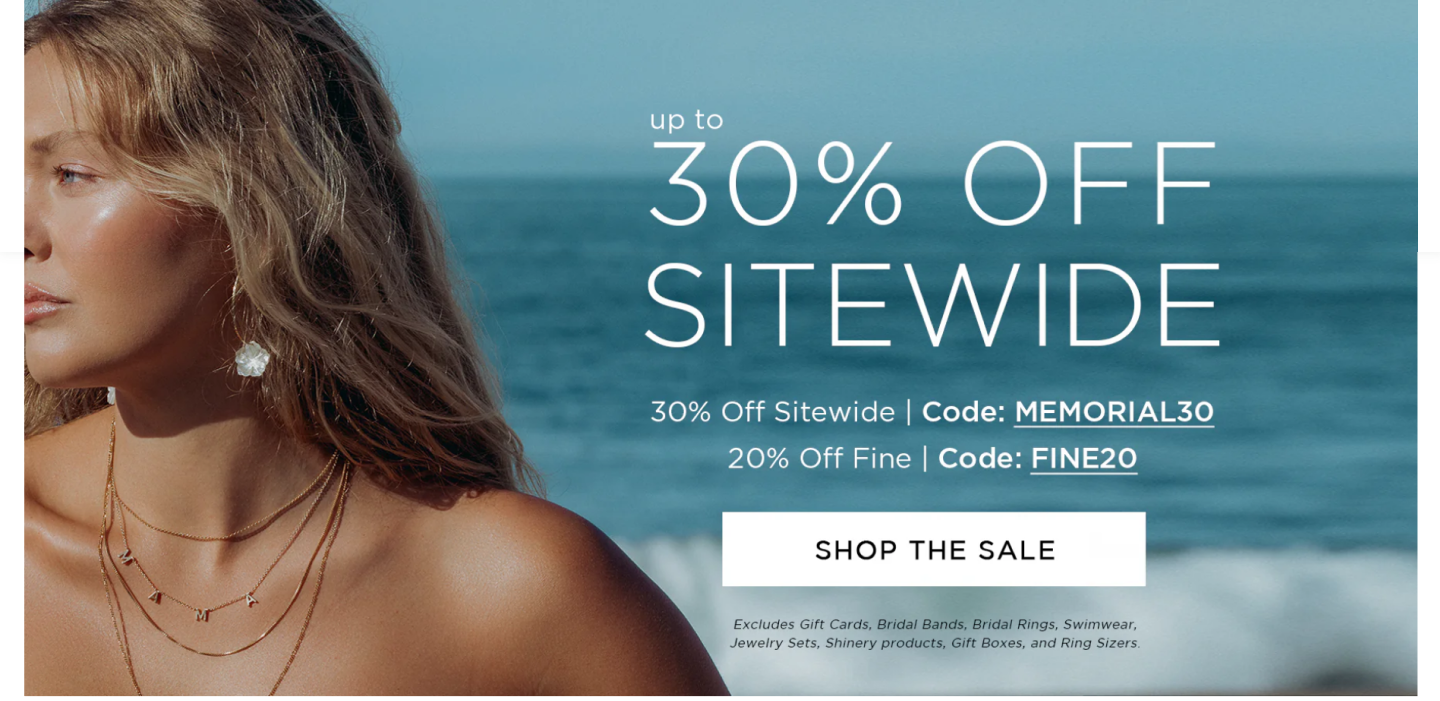 up to
30% OFF
SITEWIDE
30% Off Sitewide | Code: MEMORIAL30
20% Off Fine | Code: FINE20
SHOP THE SALE
Excludes Gift Cards, Bridal Bands, Bridal Rings, Swimwear,
Jewelry Sets, Shinery products, Gift Boxes, and Ring Sizers.
MAMA